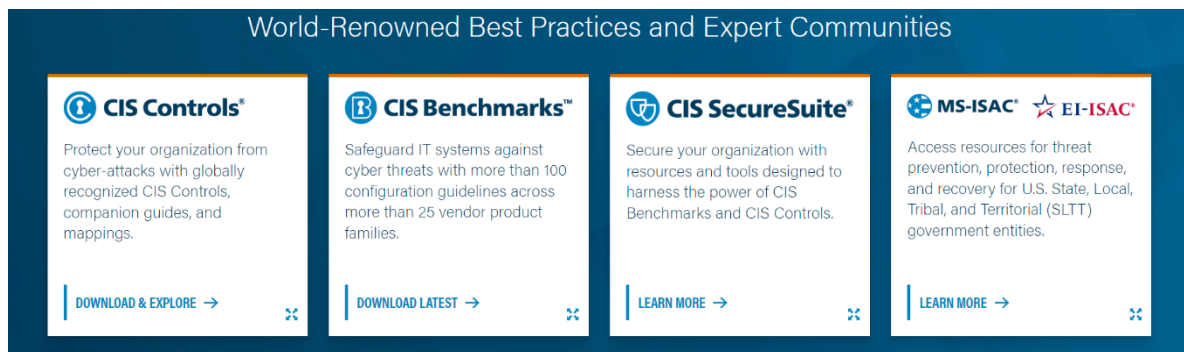 World-Renowned Best Practices and Expert Communities
CIS Controls®
Protect your organization from
cyber-attacks with globally
recognized CIS Controls,
companion guides, and
mappings.
DOWNLOAD & EXPLORE →
CIS Benchmarks™
Safeguard IT systems against
cyber threats with more than 100
configuration guidelines across
more than 25 vendor product
families.
DOWNLOAD LATEST →
CIS SecureSuite®
Secure your organization with
resources and tools designed to
harness the power of CIS
Benchmarks and CIS Controls.
LEARN MORE →
MS-ISAC® EI-ISAC®
Access resources for threat
prevention, protection, response,
and recovery for U.S. State, Local,
Tribal, and Territorial (SLTT)
government entities.
LEARN MORE →